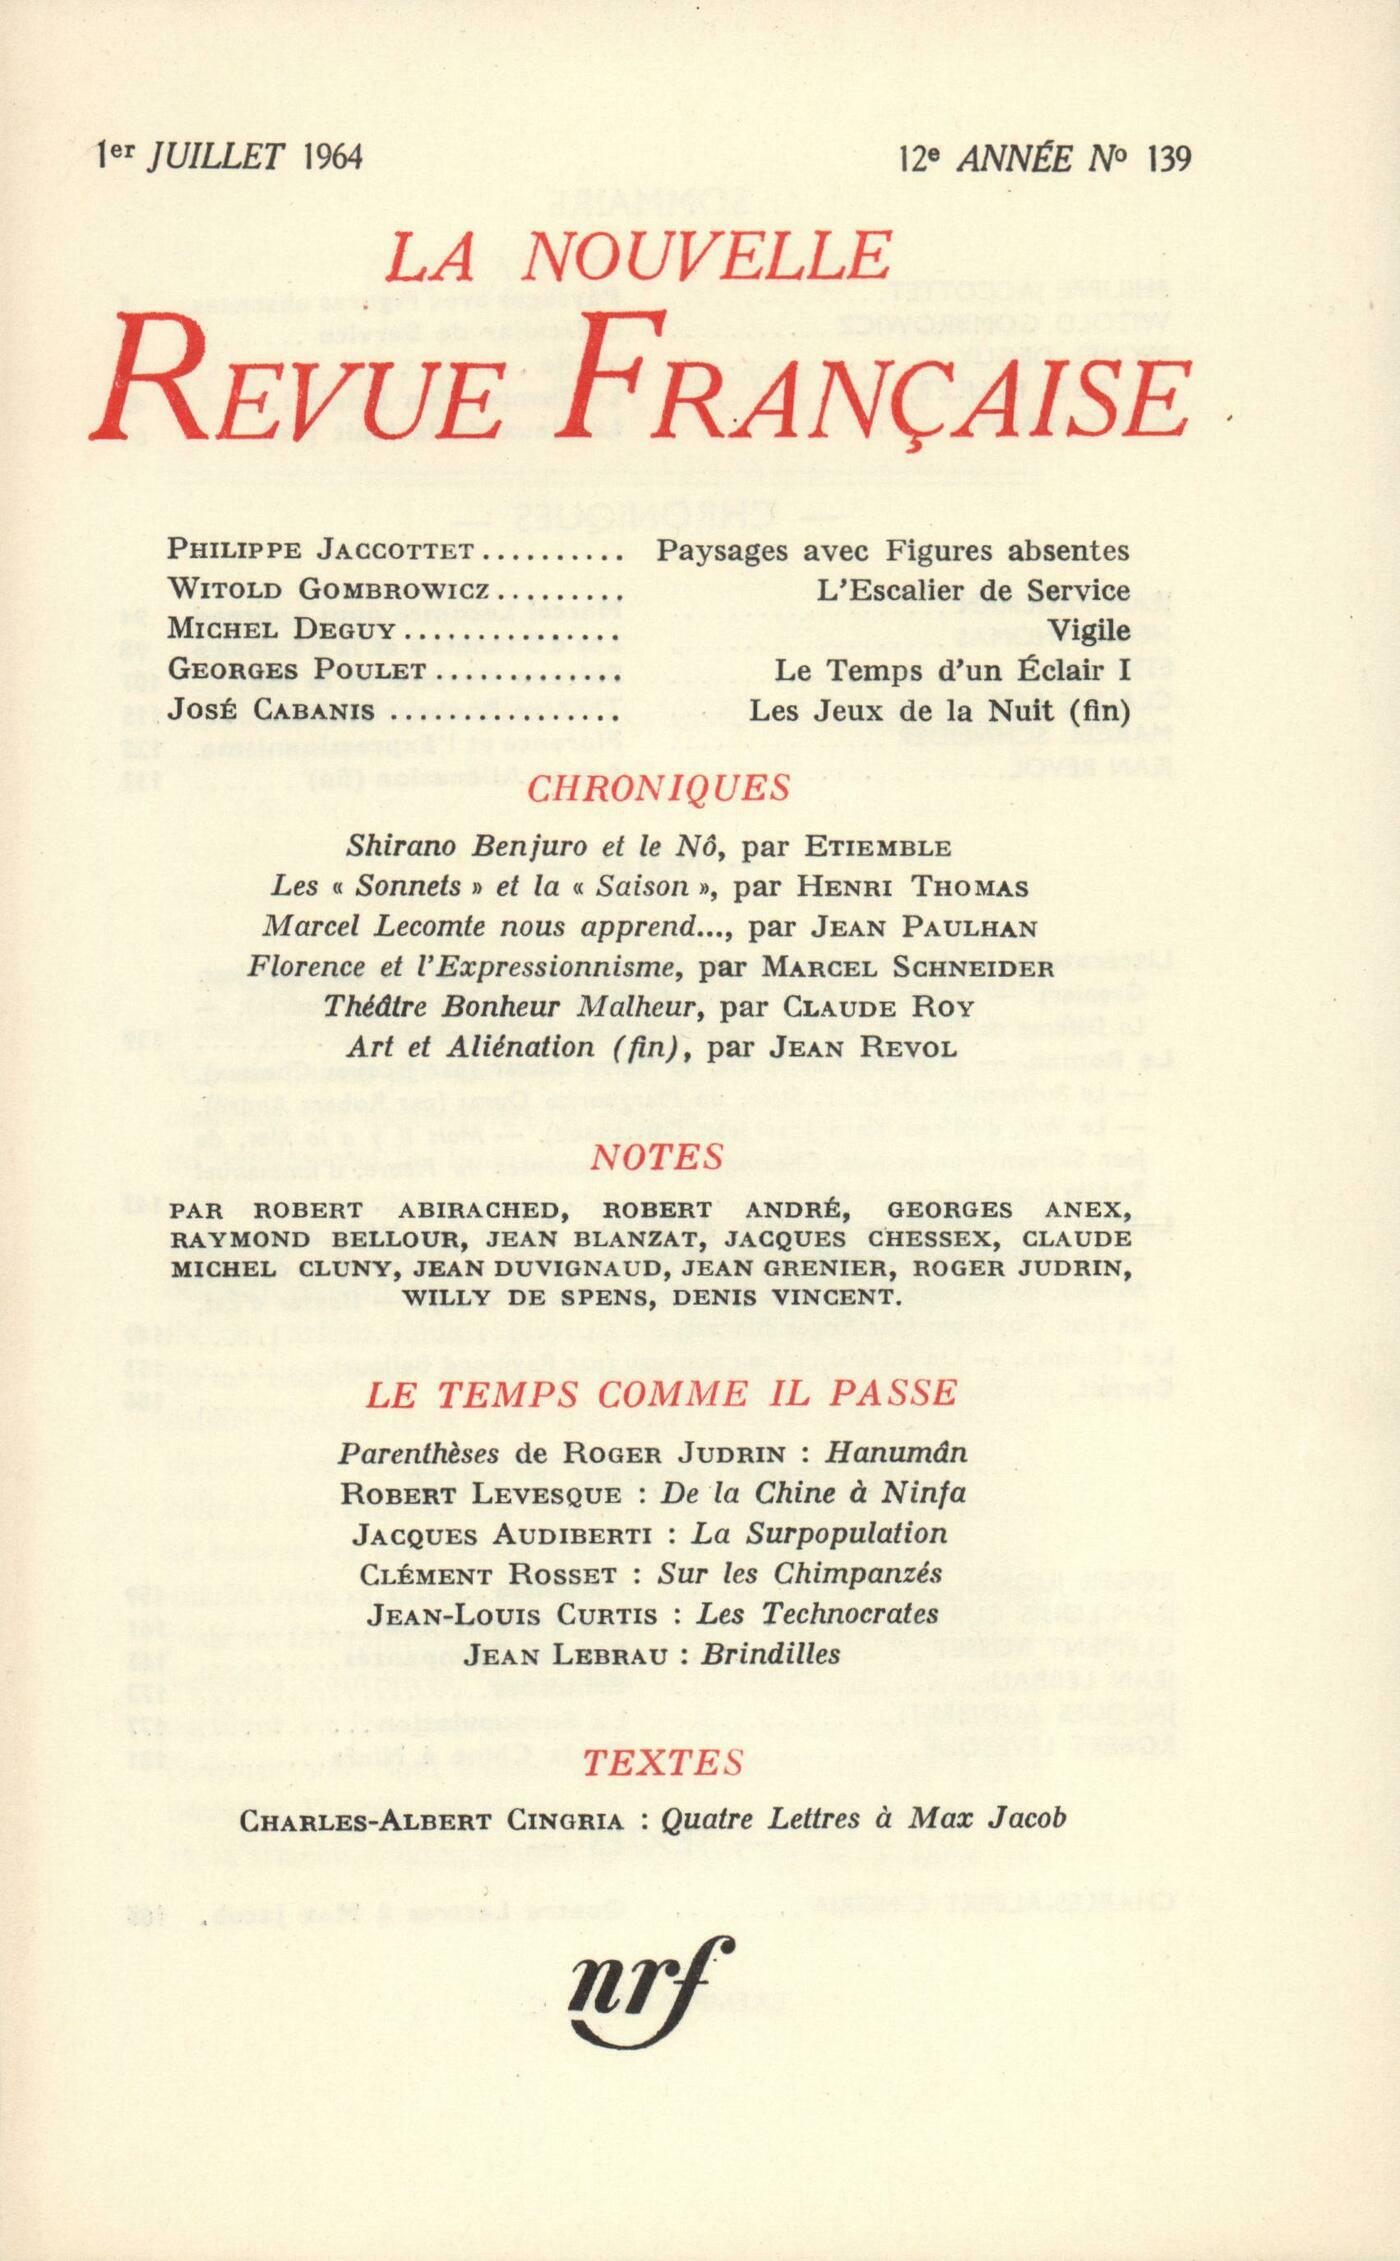 1er JUILLET 1964
12e ANNÉE No 139
LA NOUVELLE
REVUE FRANÇAISE
PHILIPPE JACCOTTET.......... Paysages avec Figures absentes
WITOLD GOMBROWICZ......... L'Escalier de Service
MICHEL DEGUY............... Vigile
GEORGES POULET............. Le Temps d'un Éclair I
JOSÉ CABANIS ................ Les Jeux de la Nuit (fin)
CHRONIQUES
Shirano Benjuro et le Nô, par ETIEMBLE
Les « Sonnets » et la « Saison », par HENRI THOMAS
Marcel Lecomte nous apprend..., par JEAN PAULHAN
Florence et l'Expressionnisme, par MARCEL SCHNEIDER
Théâtre Bonheur Malheur, par CLAUDE ROY
Art et Aliénation (fin), par JEAN REVOL
NOTES
PAR ROBERT ABIRACHED, ROBERT ANDRÉ, GEORGES ANEX,
RAYMOND BELLOUR, JEAN BLANZAT, JACQUES CHESSEX, CLAUDE
MICHEL CLUNY, JEAN DUVIGNAUD, JEAN GRENIER, ROGER JUDRIN,
WILLY DE SPENS, DENIS VINCENT.
LE TEMPS COMME IL PASSE
Parenthèses de ROGER JUDRIN : Hanumân
ROBERT LEVESQUE : De la Chine à Ninfa
JACQUES AUDIBERTI : La Surpopulation
CLÉMENT ROSSET : Sur les Chimpanzés
JEAN-LOUIS CURTIS : Les Technocrates
JEAN LEBRAU : Brindilles
TEXTES
CHARLES-ALBERT CINGRIA : Quatre Lettres à Max Jacob
nrf